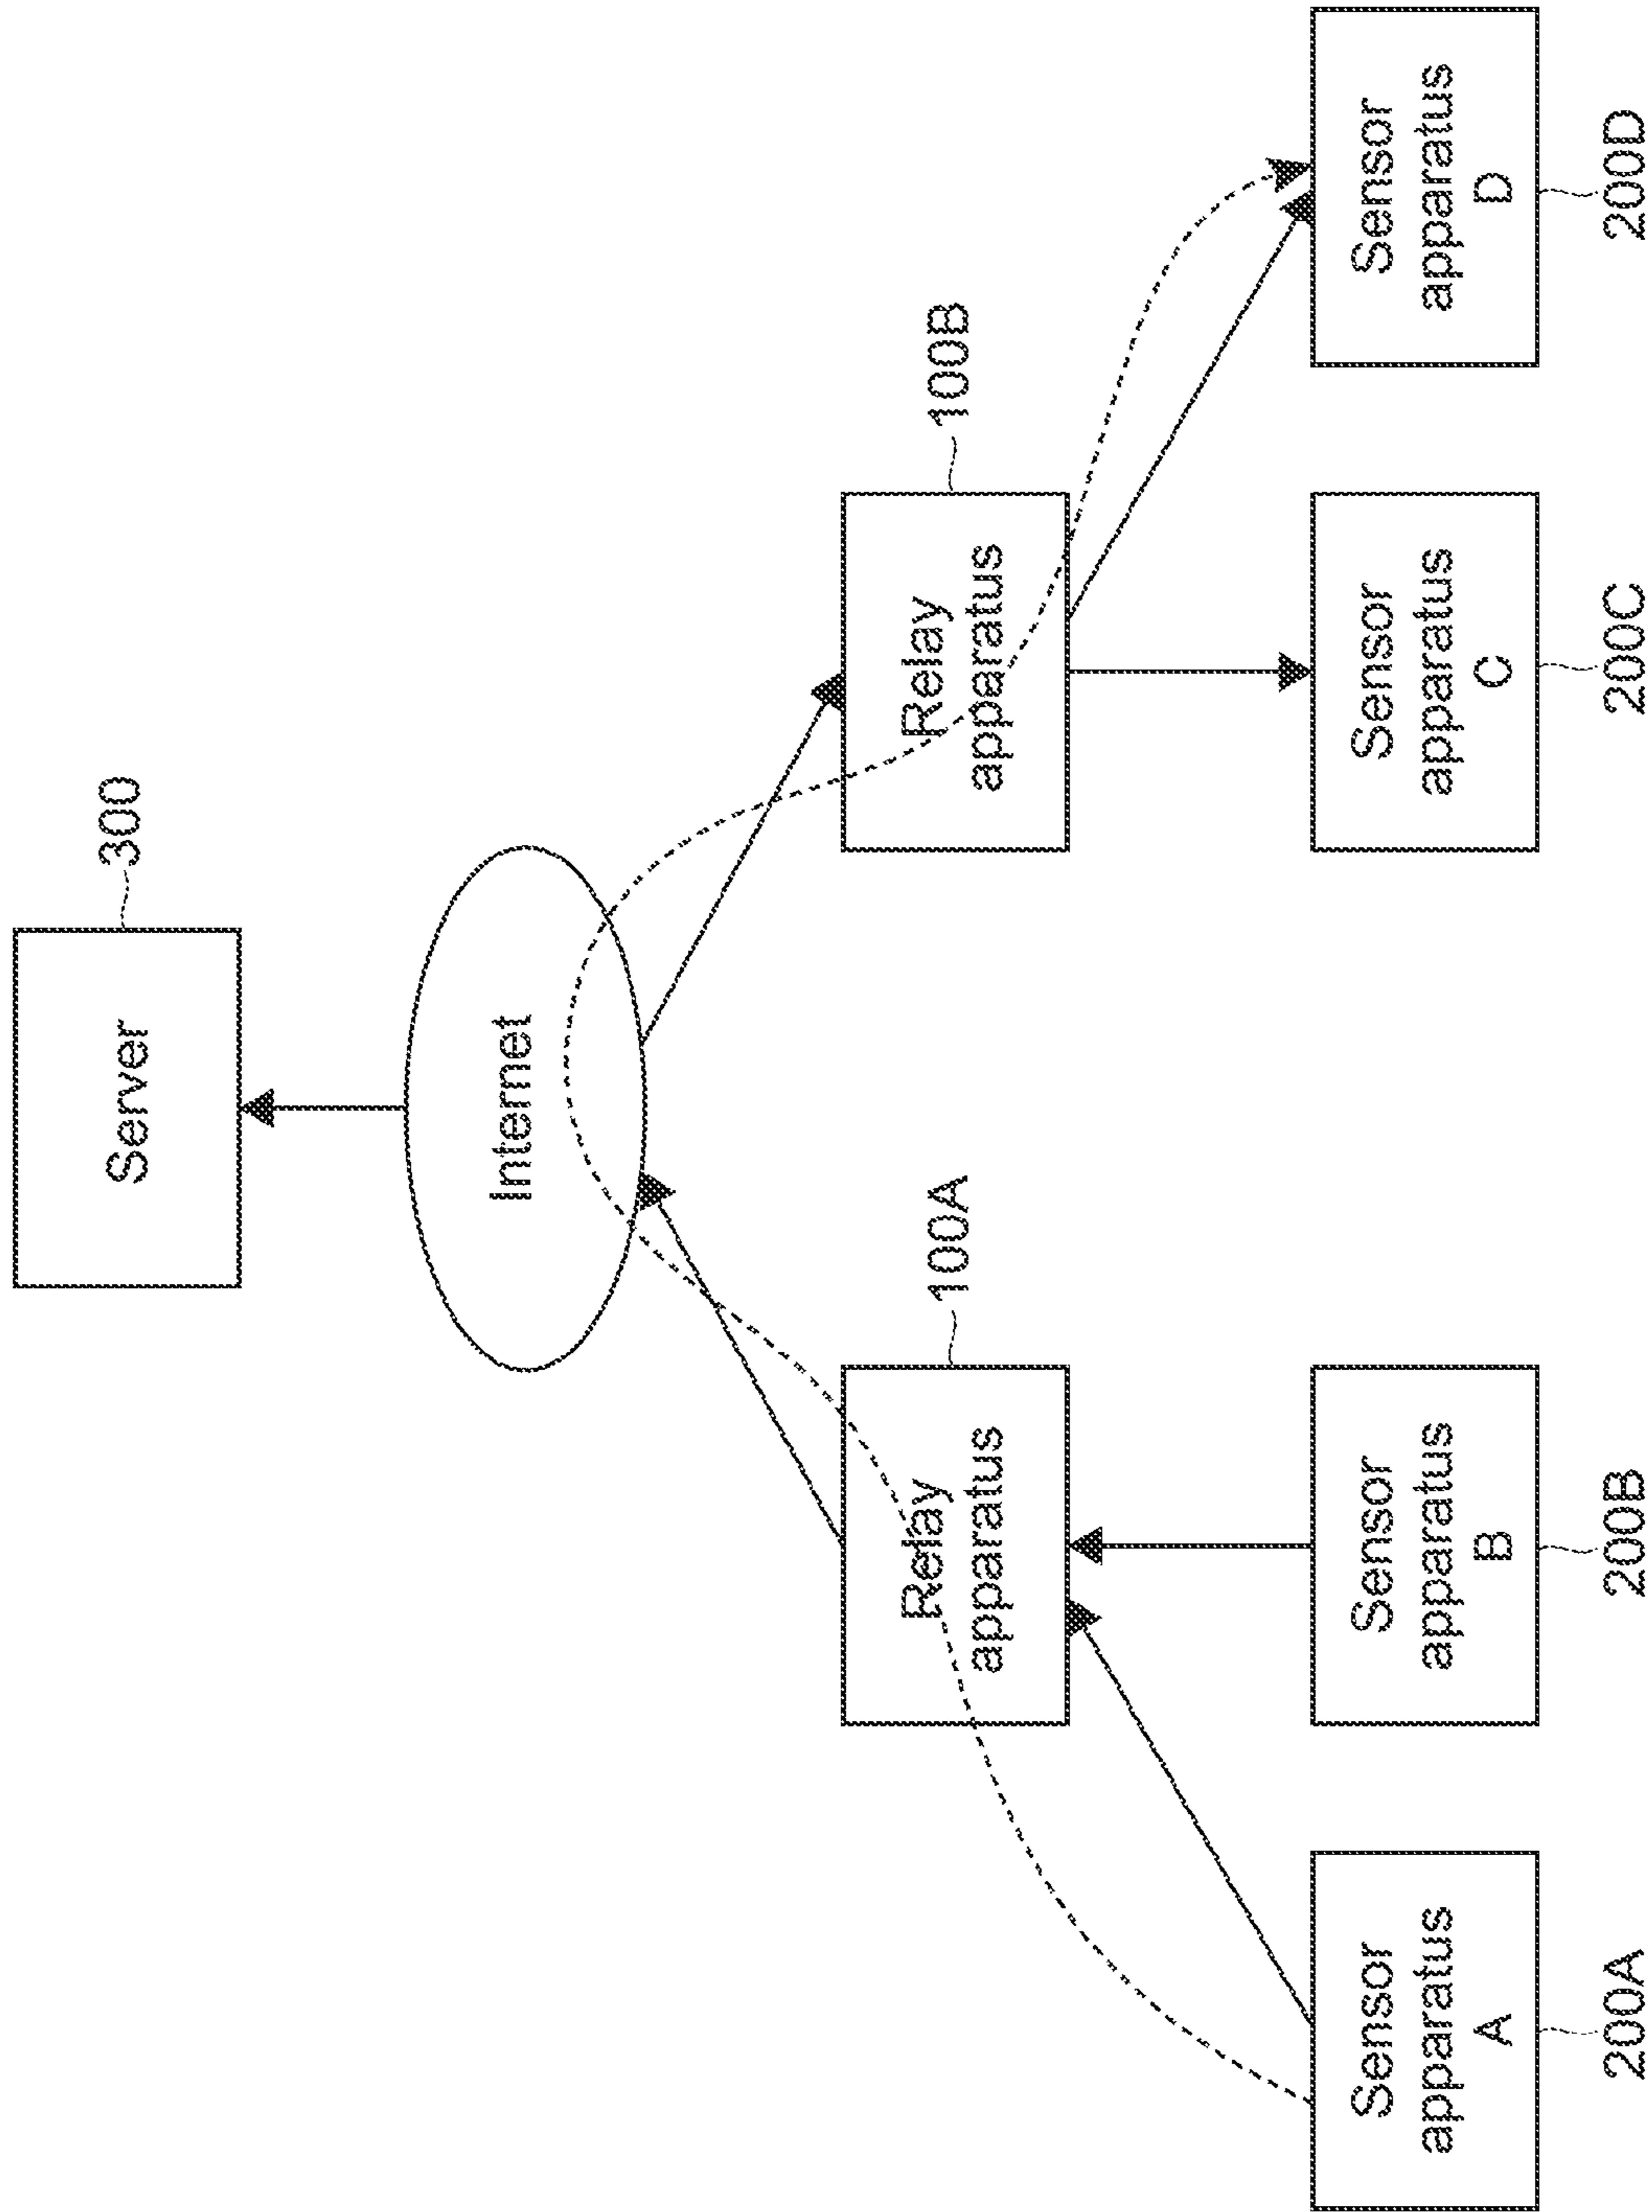 Server
300
Internet
100A
100B
Relay
apparatus
Relay
apparatus
Sensor
apparatus
A
Sensor
apparatus
B
Sensor
apparatus
C
Sensor
apparatus
D
200A
200B
200C
200D